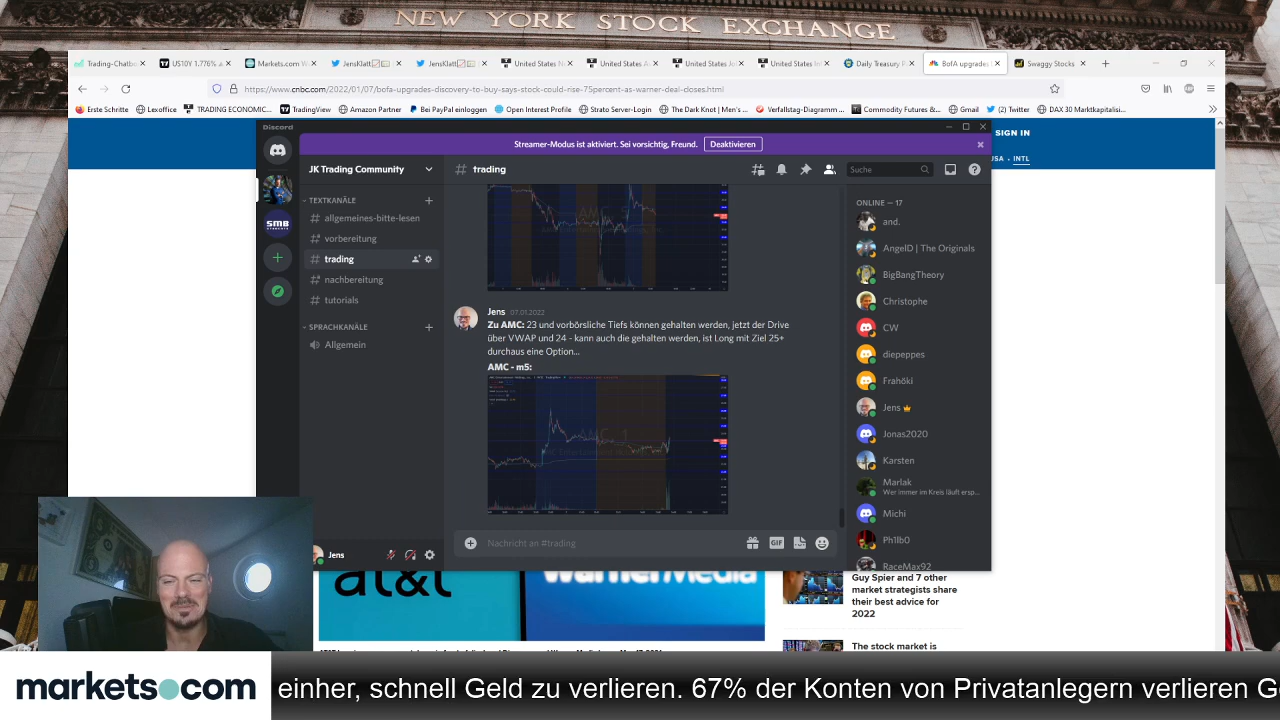 NEW YORK STOCK EXCHANGE
Trading-Chatbo
US10Y 1.776%
Markets.com W
JensKlatt
JensKlatt
United States N
United States A
United States Jo
United States In
Daily Treasury P
BofA upgrades
Swaggy Stocks
https://www.cnbc.com/2022/01/07/bofa-upgrades-discovery-to-buy-says-stock-could-rise-75percent-as-warner-deal-doses.html
Erste Schritte
Lexoffice
TRADING ECONOMIC...
TradingView
Amazon Partner
Bei PayPal einloggen
Open Interest Profile
Strato Server-Login
The Dark Knot | Men's ...
Verfallstag-Diagramm ...
Commodity Futures &...
Gmail
(2) Twitter
DAX 30 Marktkapitalisi...
SIGN IN
USA • INTL
Discord
Streamer-Modus ist aktiviert. Sei vorsichtig, Freund.
Deaktivieren
JK Trading Community
trading
Suche
TEXTKANÄLE
allgemeines-bitte-lesen
vorbereitung
trading
nachbereitung
tutorials
SPRACHKANÄLE
Allgemein
SMB
Jens 07.01.2022
Zu AMC: 23 und vorbörsliche Tiefs können gehalten werden, jetzt der Drive
über VWAP und 24 - kann auch die gehalten werden, ist Long mit Ziel 25+
durchaus eine Option...
AMC - m5:
Nachricht an #trading
GIF
ONLINE — 17
and.
AngelD | The Originals
BigBangTheory
Christophe
CW
diepeppes
Frahöki
Jens
Jonas2020
Karsten
Marlak
Wer immer im Kreis läuft ersp...
Michi
Ph1lb0
RaceMax92
Jens
at&t
WarnerMedia
Guy Spier and 7 other
market strategists share
their best advice for
2022
The stock market is
markets.com
einher, schnell Geld zu verlieren. 67% der Konten von Privatanlegern verlieren Ge